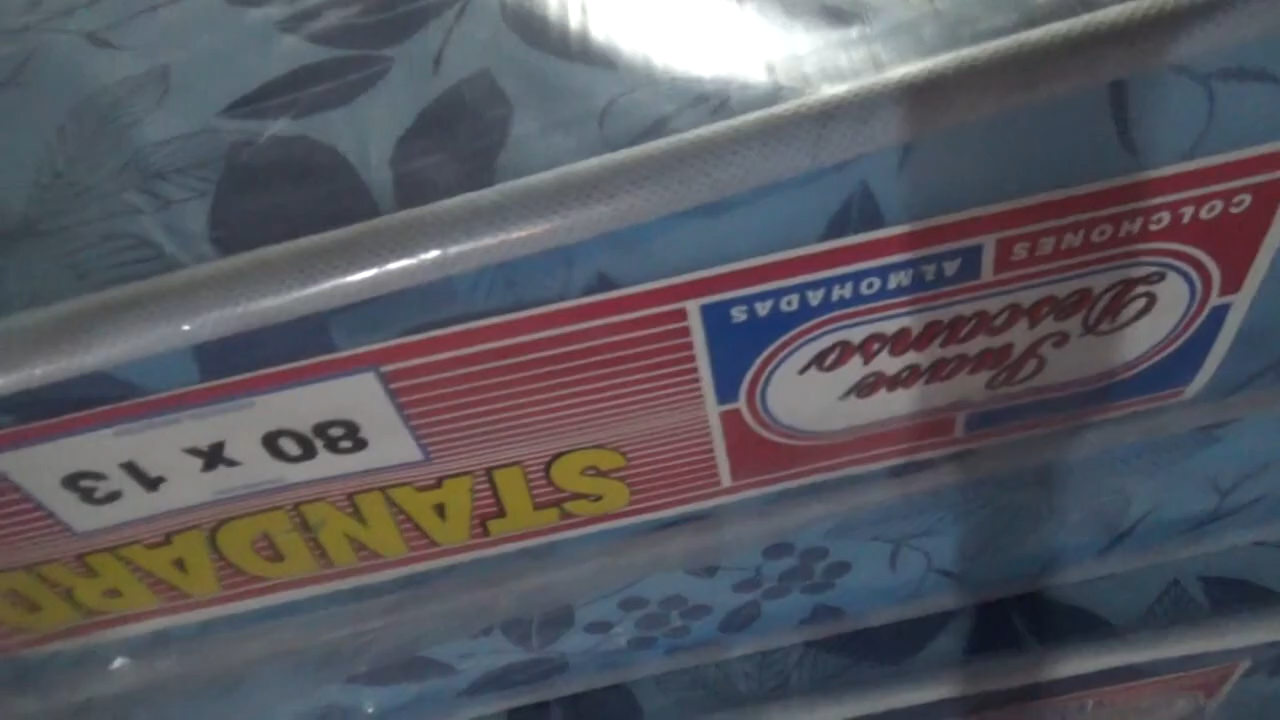 COLCHONES
ALMOHADAS
Suave
Descanso
STANDARD
80 x 13